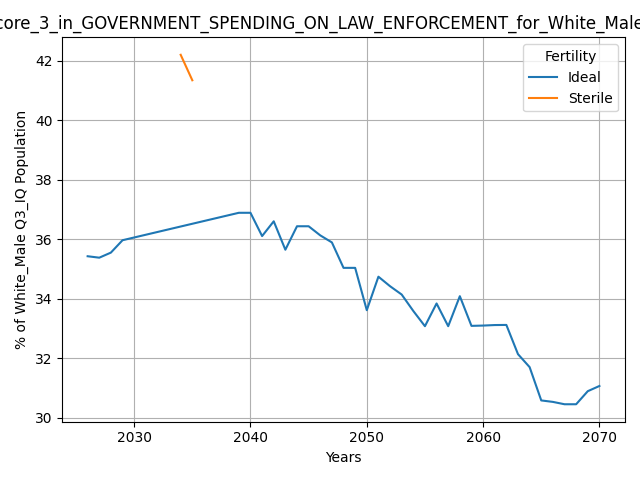 core_3_in_GOVERNMENT_SPENDING_ON_LAW_ENFORCEMENT_for_White_Male
Fertility
Ideal
Sterile
% of White_Male Q3_IQ Population
42
40
38
36
34
32
30
2030 2040 2050 2060 2070
Years